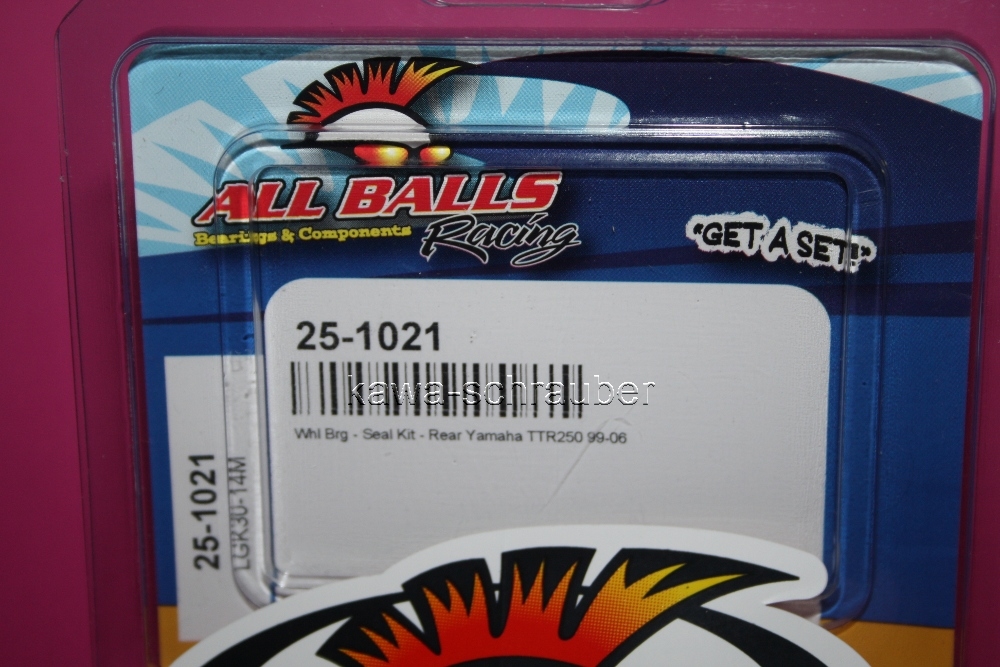 ALL BALLS
Bearings & Components
Racing
"GET A SET!"
25-1021
kawa-schrauber
Whl Brg - Seal Kit - Rear Yamaha TTR250 99-06
25-1021
LGK30-14M